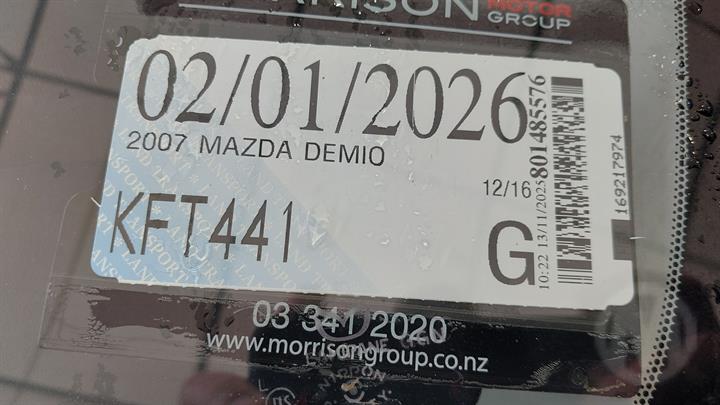 MOTOR
GROUP
02/01/2026
2007 MAZDA DEMIO
12/16
KFT441
G
10:22 13/11/2025
801485576
169217974
03 341 2020
www.morrisongroup.co.nz